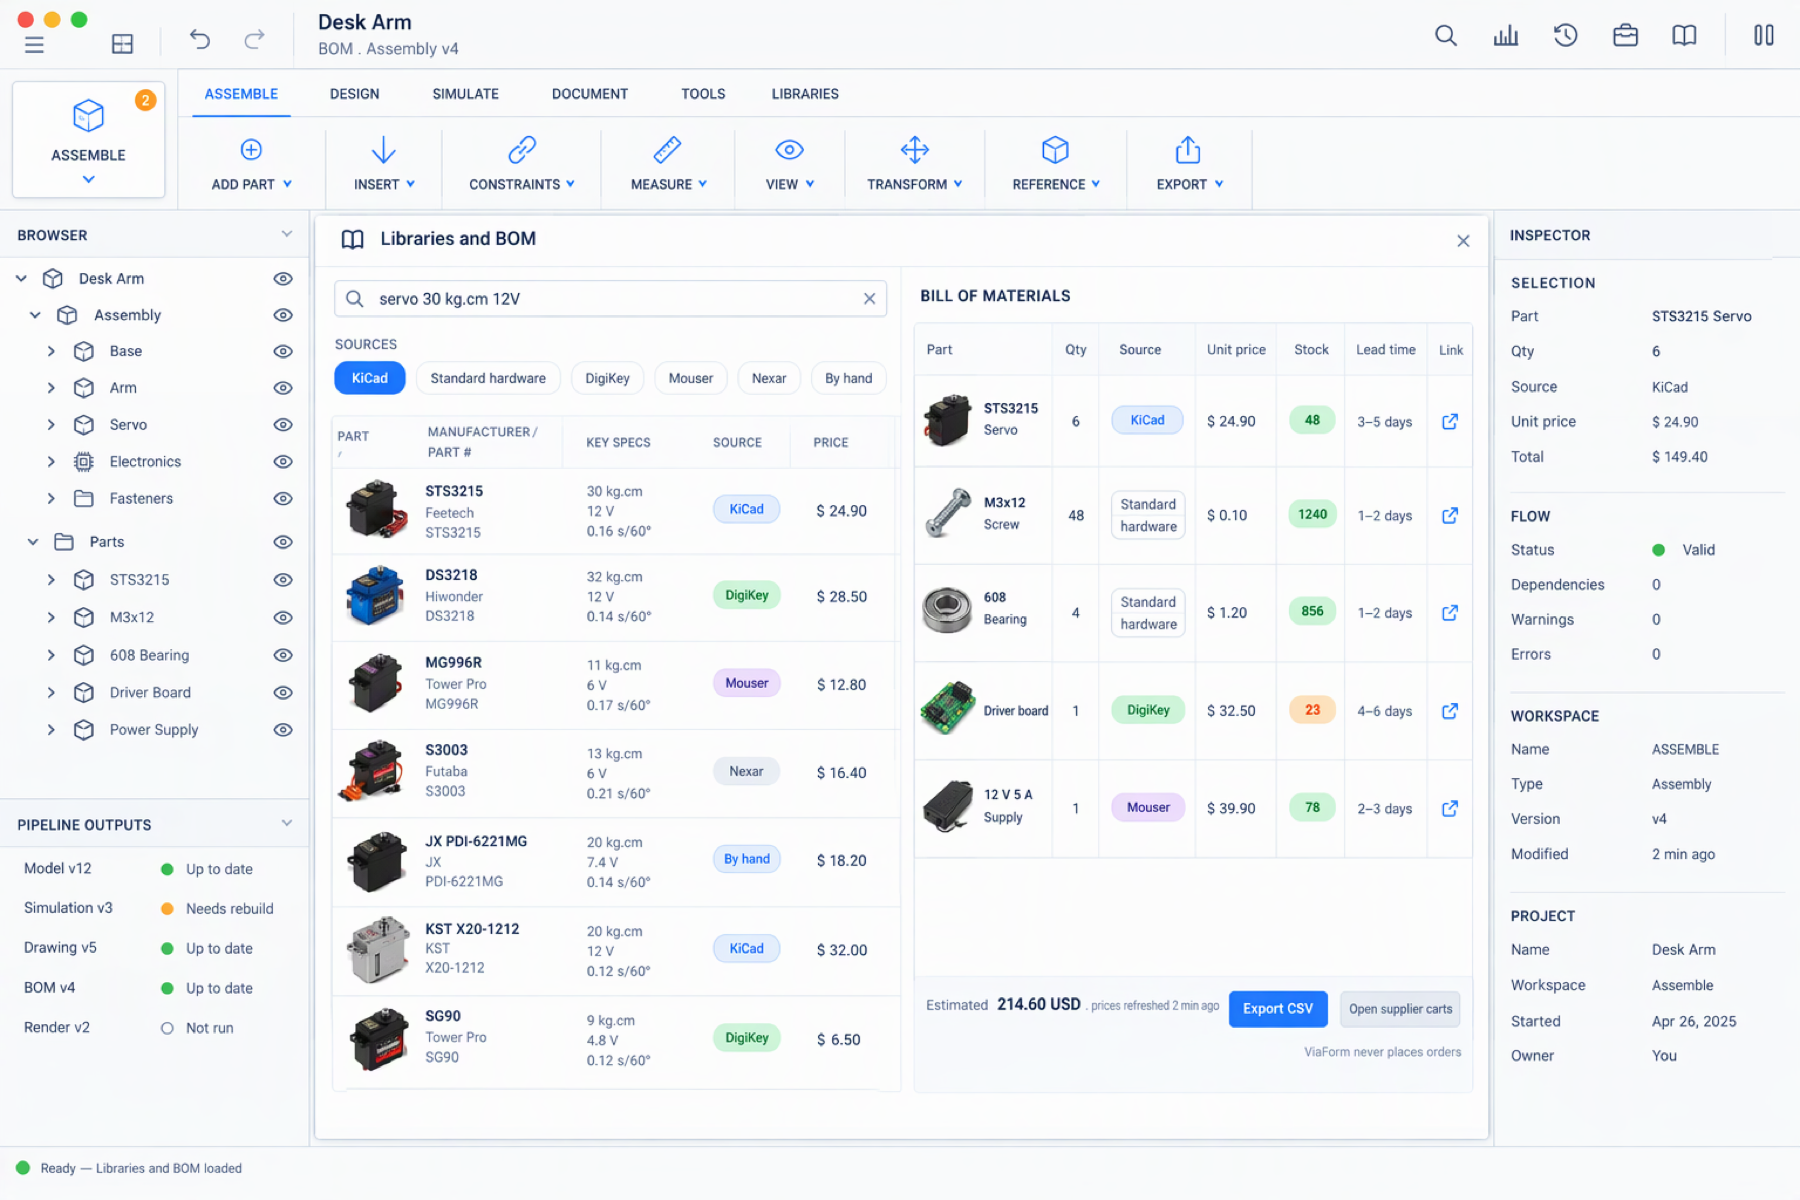 Desk Arm
BOM . Assembly v4
2
ASSEMBLE
ASSEMBLE DESIGN SIMULATE DOCUMENT TOOLS LIBRARIES
ADD PART INSERT CONSTRAINTS MEASURE VIEW TRANSFORM REFERENCE EXPORT
BROWSER
Desk Arm
Assembly
Base
Arm
Servo
Electronics
Fasteners
Parts
STS3215
M3x12
608 Bearing
Driver Board
Power Supply
PIPELINE OUTPUTS
Model v12 Up to date
Simulation v3 Needs rebuild
Drawing v5 Up to date
BOM v4 Up to date
Render v2 Not run
Libraries and BOM
servo 30 kg.cm 12V
SOURCES
KiCad Standard hardware DigiKey Mouser Nexar By hand
PART / MANUFACTURER / PART # KEY SPECS SOURCE PRICE
STS3215 30 kg.cm
Feetech 12 V KiCad $ 24.90
STS3215 0.16 s/60°
DS3218 32 kg.cm
Hiwonder 12 V DigiKey $ 28.50
DS3218 0.14 s/60°
MG996R 11 kg.cm
Tower Pro 6 V Mouser $ 12.80
MG996R 0.17 s/60°
S3003 13 kg.cm
Futaba 6 V Nexar $ 16.40
S3003 0.21 s/60°
JX PDI-6221MG 20 kg.cm
JX 7.4 V By hand $ 18.20
PDI-6221MG 0.14 s/60°
KST X20-1212 20 kg.cm
KST 12 V KiCad $ 32.00
X20-1212 0.12 s/60°
SG90 9 kg.cm
Tower Pro 4.8 V DigiKey $ 6.50
SG90 0.12 s/60°
BILL OF MATERIALS
Part Qty Source Unit price Stock Lead time Link
STS3215
Servo 6 KiCad $ 24.90 48 3–5 days
M3x12 Standard
Screw 48 hardware $ 0.10 1240 1–2 days
608 Standard
Bearing 4 hardware $ 1.20 856 1–2 days
Driver board 1 DigiKey $ 32.50 23 4–6 days
12 V 5 A
Supply 1 Mouser $ 39.90 78 2–3 days
Estimated 214.60 USD . prices refreshed 2 min ago Export CSV Open supplier carts
ViaForm never places orders
INSPECTOR
SELECTION
Part STS3215 Servo
Qty 6
Source KiCad
Unit price $ 24.90
Total $ 149.40
FLOW
Status Valid
Dependencies 0
Warnings 0
Errors 0
WORKSPACE
Name ASSEMBLE
Type Assembly
Version v4
Modified 2 min ago
PROJECT
Name Desk Arm
Workspace Assemble
Started Apr 26, 2025
Owner You
Ready — Libraries and BOM loaded